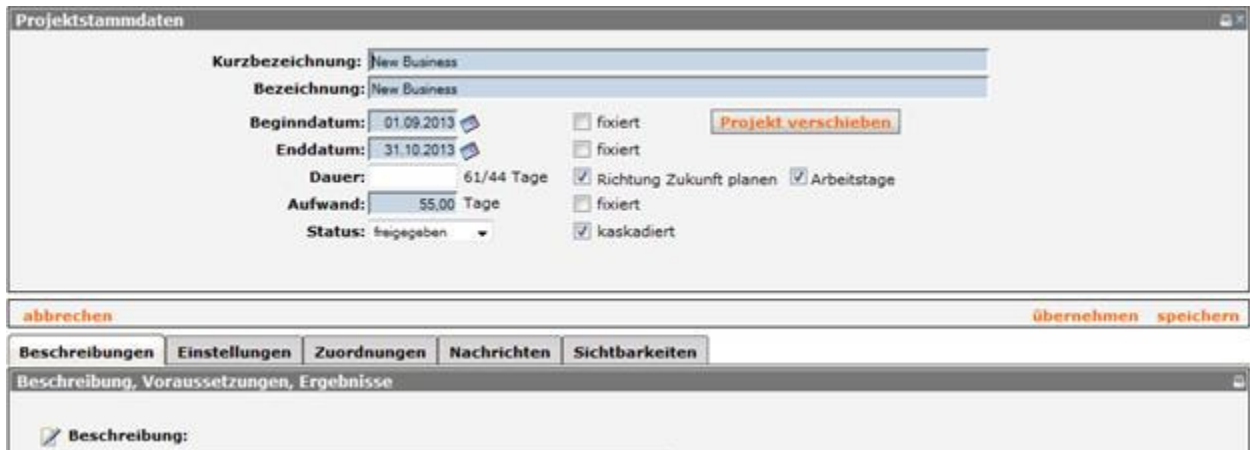 Projektstammdaten
Kurzbezeichnung: New Business
Bezeichnung: New Business
Beginndatum: 01.09.2013 fixiert Projekt verschieben
Enddatum: 31.10.2013 fixiert
Dauer: 61/44 Tage Richtung Zukunft planen Arbeitstage
Aufwand: 55,00 Tage fixiert
Status: freigegeben kaskadiert
abbrechen übernehmen speichern
Beschreibungen Einstellungen Zuordnungen Nachrichten Sichtbarkeiten
Beschreibung, Voraussetzungen, Ergebnisse
Beschreibung: